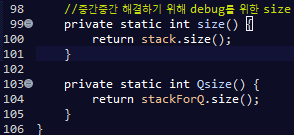 98 //중간중간 해결하기 위해 debug를 위한 size
99 private static int size() {
100 return stack.size();
101 }
102
103 private static int Qsize() {
104 return stackForQ.size();
105 }
106 }